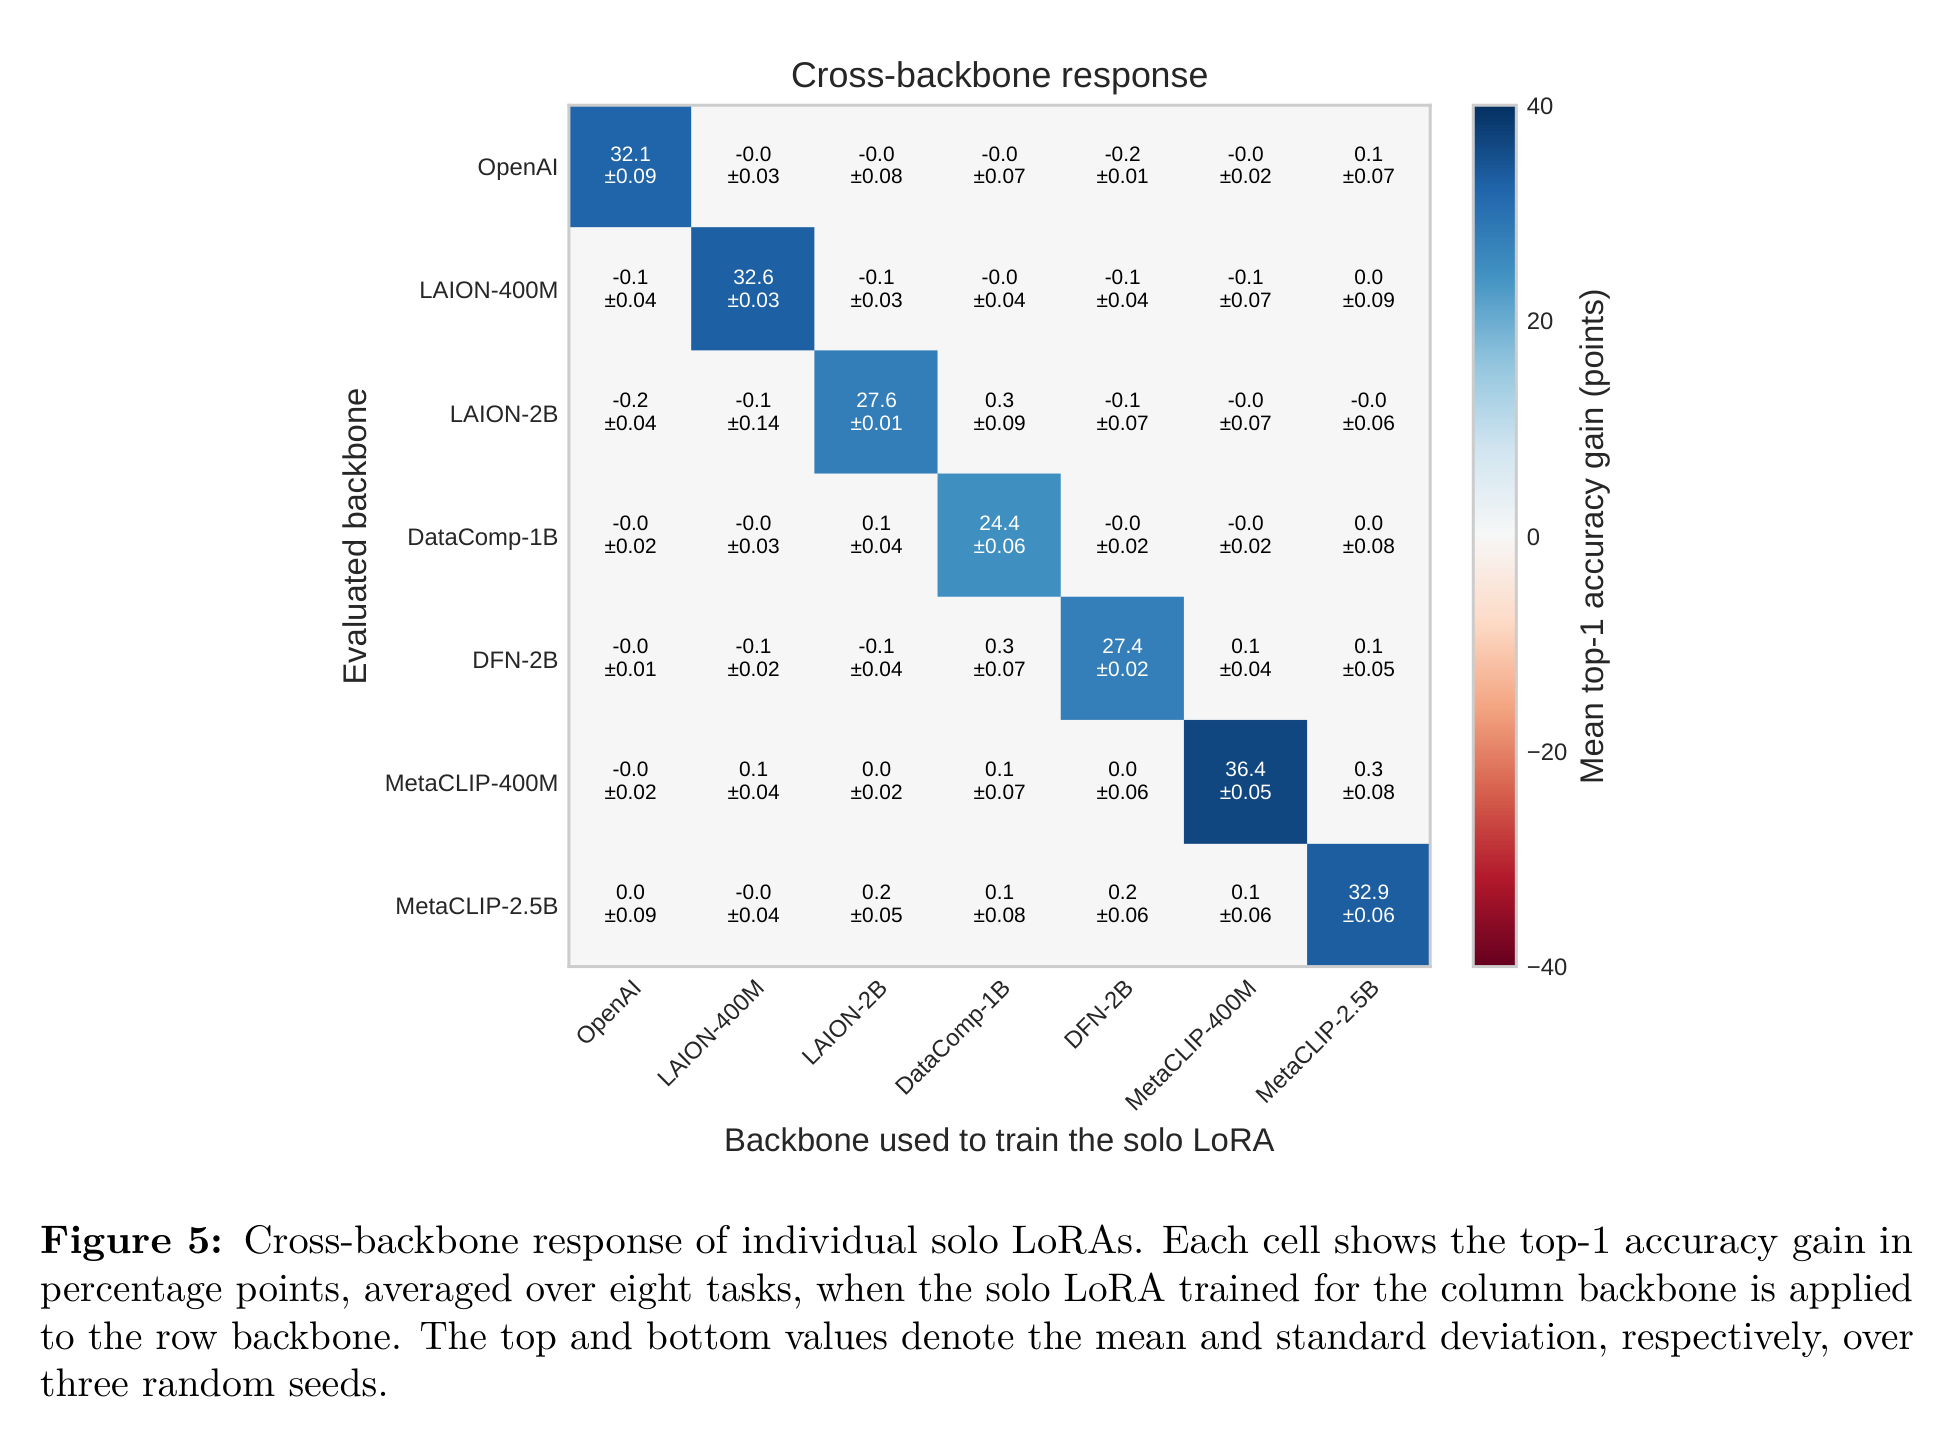 Cross-backbone response
40
OpenAI
32.1 -0.0 -0.0 -0.0 -0.2 -0.0 0.1
±0.09 ±0.03 ±0.08 ±0.07 ±0.01 ±0.02 ±0.07
LAION-400M
-0.1 32.6 -0.1 -0.0 -0.1 -0.1 0.0
±0.04 ±0.03 ±0.03 ±0.04 ±0.04 ±0.07 ±0.09
20
LAION-2B
-0.2 -0.1 27.6 0.3 -0.1 -0.0 -0.0
±0.04 ±0.14 ±0.01 ±0.09 ±0.07 ±0.07 ±0.06
Evaluated backbone
DataComp-1B
-0.0 -0.0 0.1 24.4 -0.0 -0.0 0.0
±0.02 ±0.03 ±0.04 ±0.06 ±0.02 ±0.02 ±0.08
0
Mean top-1 accuracy gain (points)
DFN-2B
-0.0 -0.1 -0.1 0.3 27.4 0.1 0.1
±0.01 ±0.02 ±0.04 ±0.07 ±0.02 ±0.04 ±0.05
−20
MetaCLIP-400M
-0.0 0.1 0.0 0.1 0.0 36.4 0.3
±0.02 ±0.04 ±0.02 ±0.07 ±0.06 ±0.05 ±0.08
MetaCLIP-2.5B
0.0 -0.0 0.2 0.1 0.2 0.1 32.9
±0.09 ±0.04 ±0.05 ±0.08 ±0.06 ±0.06 ±0.06
−40
OpenAI
LAION-400M
LAION-2B
DataComp-1B
DFN-2B
MetaCLIP-400M
MetaCLIP-2.5B
Backbone used to train the solo LoRA
Figure 5: Cross-backbone response of individual solo LoRAs. Each cell shows the top-1 accuracy gain in
percentage points, averaged over eight tasks, when the solo LoRA trained for the column backbone is applied
to the row backbone. The top and bottom values denote the mean and standard deviation, respectively, over
three random seeds.